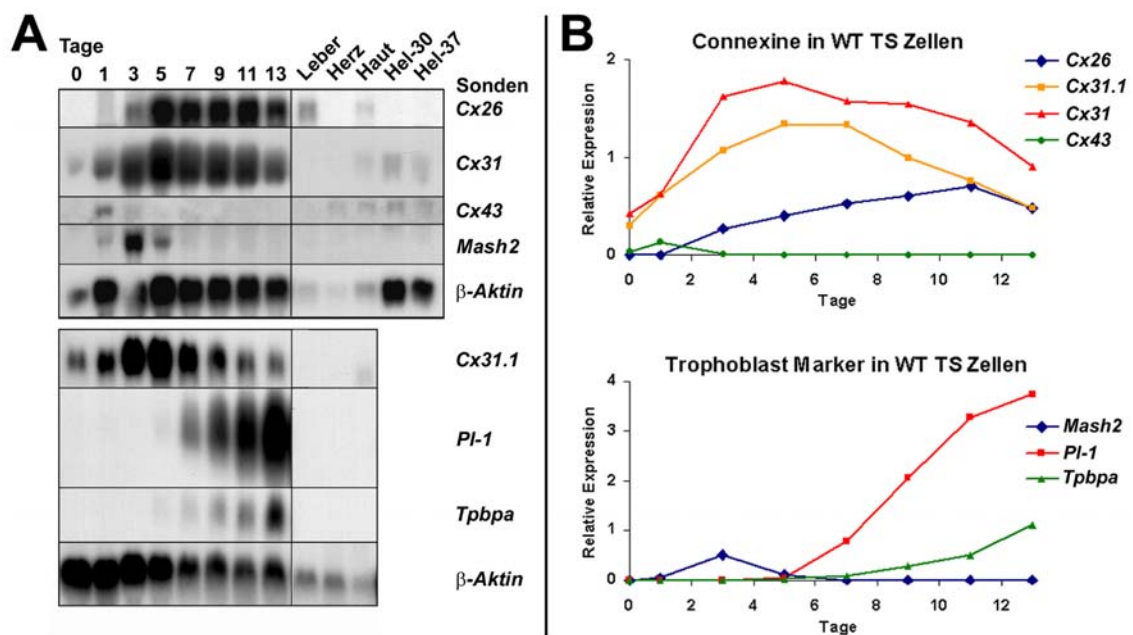 A
Tage
0 1 3 5 7 9 11 13 Leber Herz Haut Hel-30 Hel-37
Sonden
Cx26
Cx31
Cx43
Mash2
β-Aktin
Cx31.1
Pl-1
Tpbpa
β-Aktin
B
Connexine in WT TS Zellen
2
1
0
Relative Expression
0 2 4 6 8 10 12
Tage
Cx26
Cx31.1
Cx31
Cx43
Trophoblast Marker in WT TS Zellen
4
3
2
1
0
Relative Expression
0 2 4 6 8 10 12
Tage
Mash2
Pl-1
Tpbpa